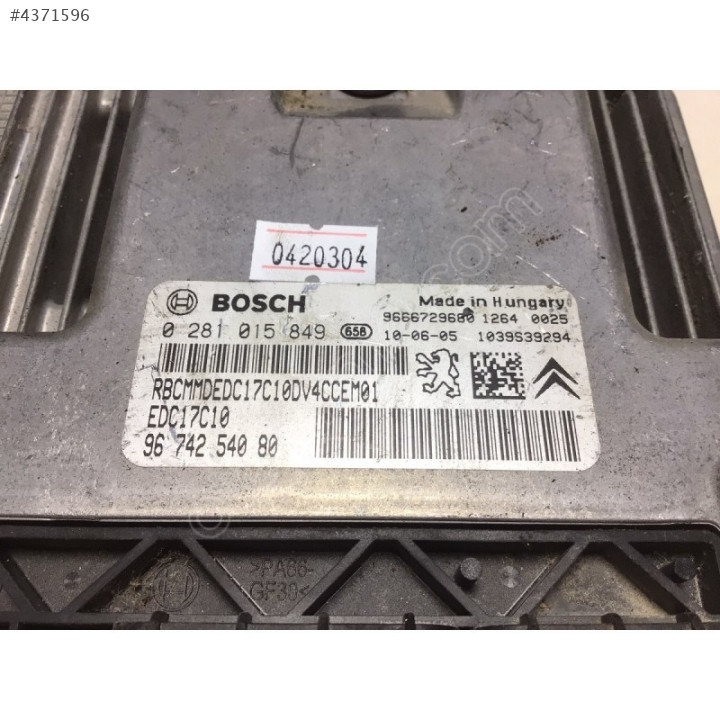 #4371596
0420304
BOSCH
Made in Hungary
9666729680 1264 0025
0 281 015 849 658 10-06-05 1039S39294
RBCMMDEDC17C10DV4CCEM01
EDC17C10
96 742 540 80
>PA66-
GF30<